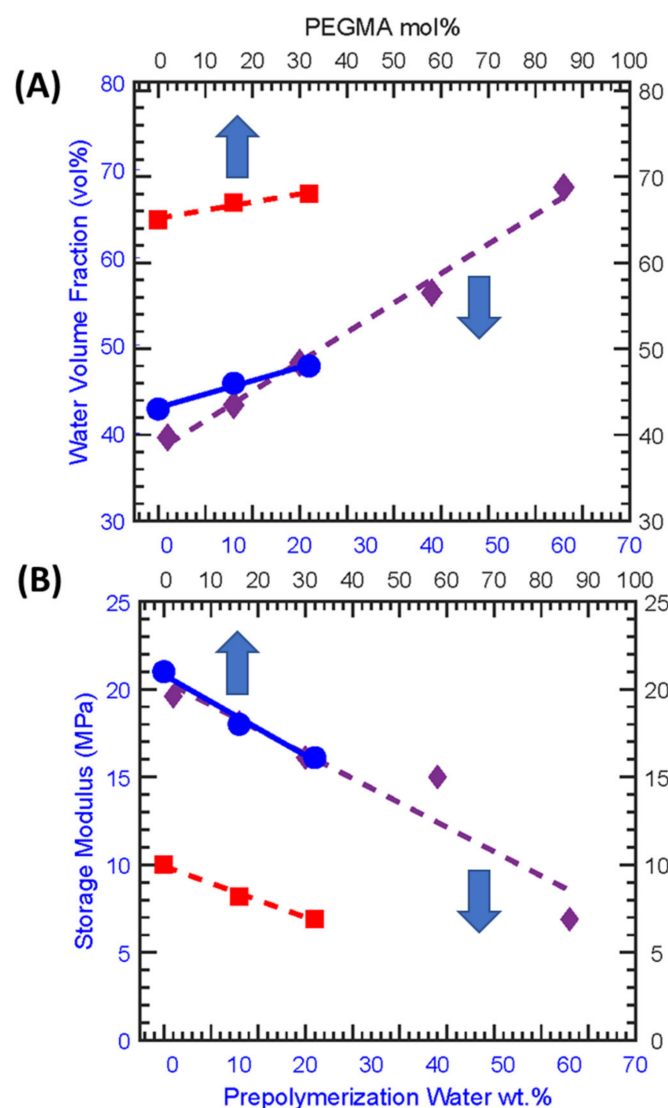 PEGMA mol%
0 10 20 30 40 50 60 70 80 90 100
(A)
80 80
70 70
60 60
50 50
40 40
30 30
Water Volume Fraction (vol%)
0 10 20 30 40 50 60 70
(B)
0 10 20 30 40 50 60 70 80 90 100
25 25
20 20
15 15
10 10
5 5
0 0
Storage Modulus (MPa)
0 10 20 30 40 50 60 70
Prepolymerization Water wt.%